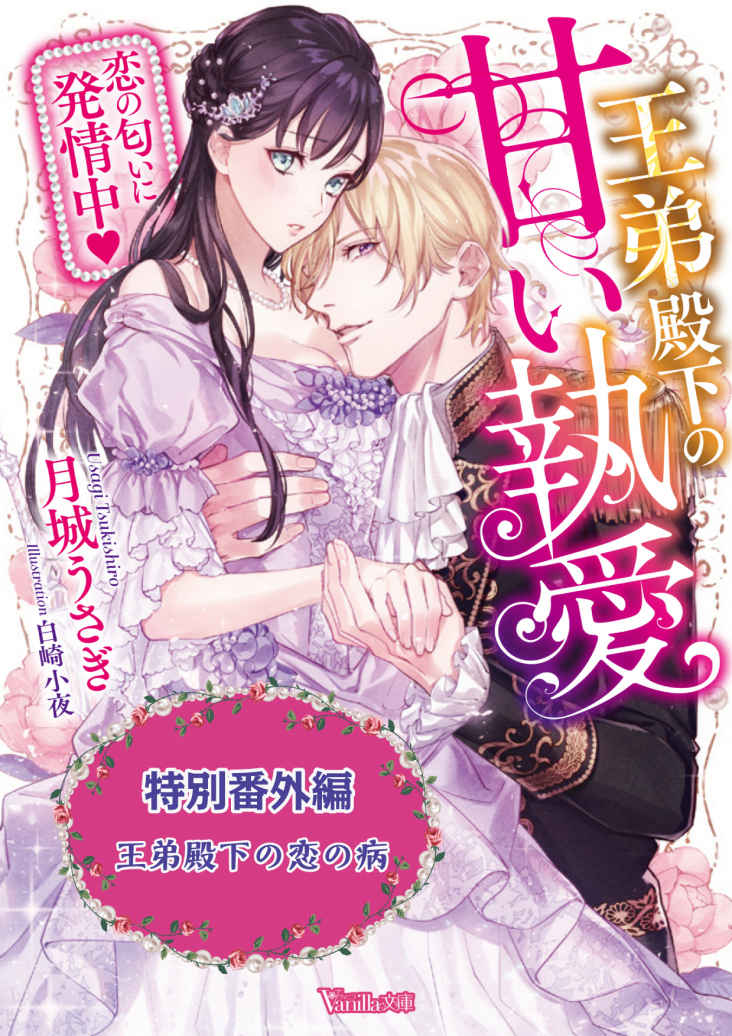 王弟殿下の
甘い執愛
恋の匂いに
発情中♥
月城うさぎ
Usagi Tsukishiro
Illustration 白崎小夜
特別番外編
王弟殿下の恋の病
Vanilla文庫